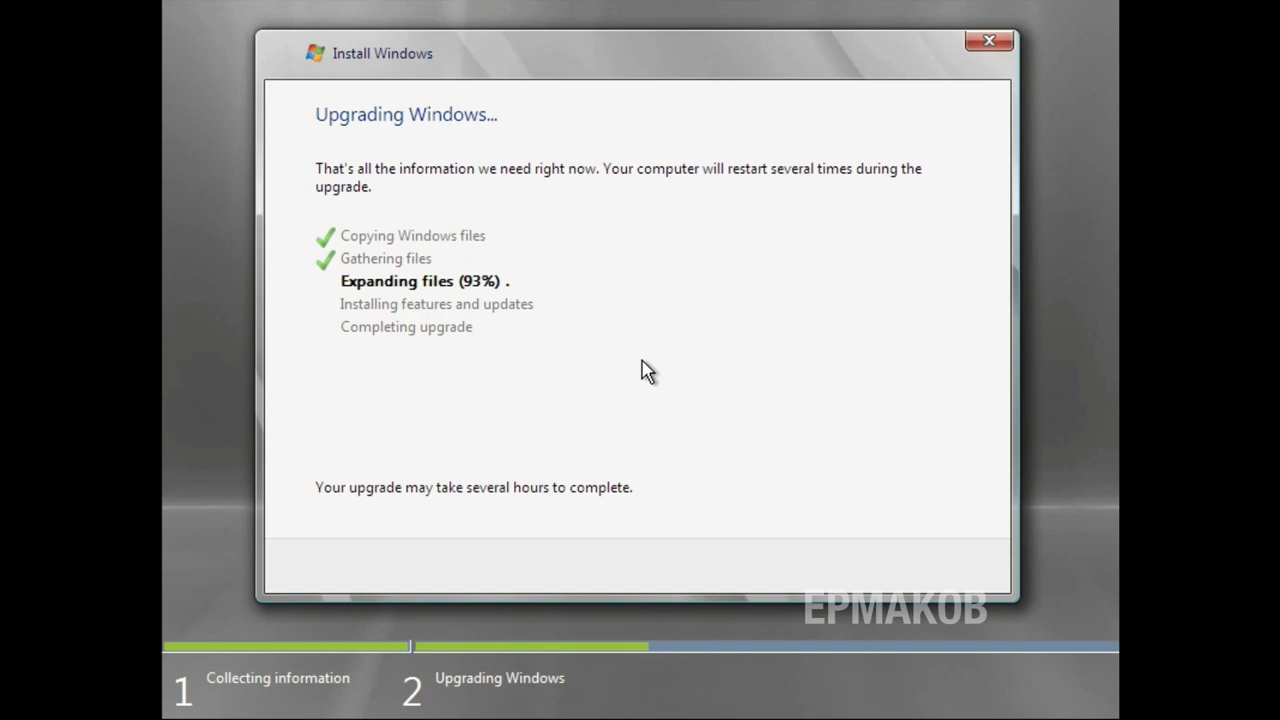 Install Windows
Upgrading Windows...
That's all the information we need right now. Your computer will restart several times during the
upgrade.
Copying Windows files
Gathering files
Expanding files (93%) .
Installing features and updates
Completing upgrade
Your upgrade may take several hours to complete.
ЕРМАКОВ
1 Collecting information 2 Upgrading Windows